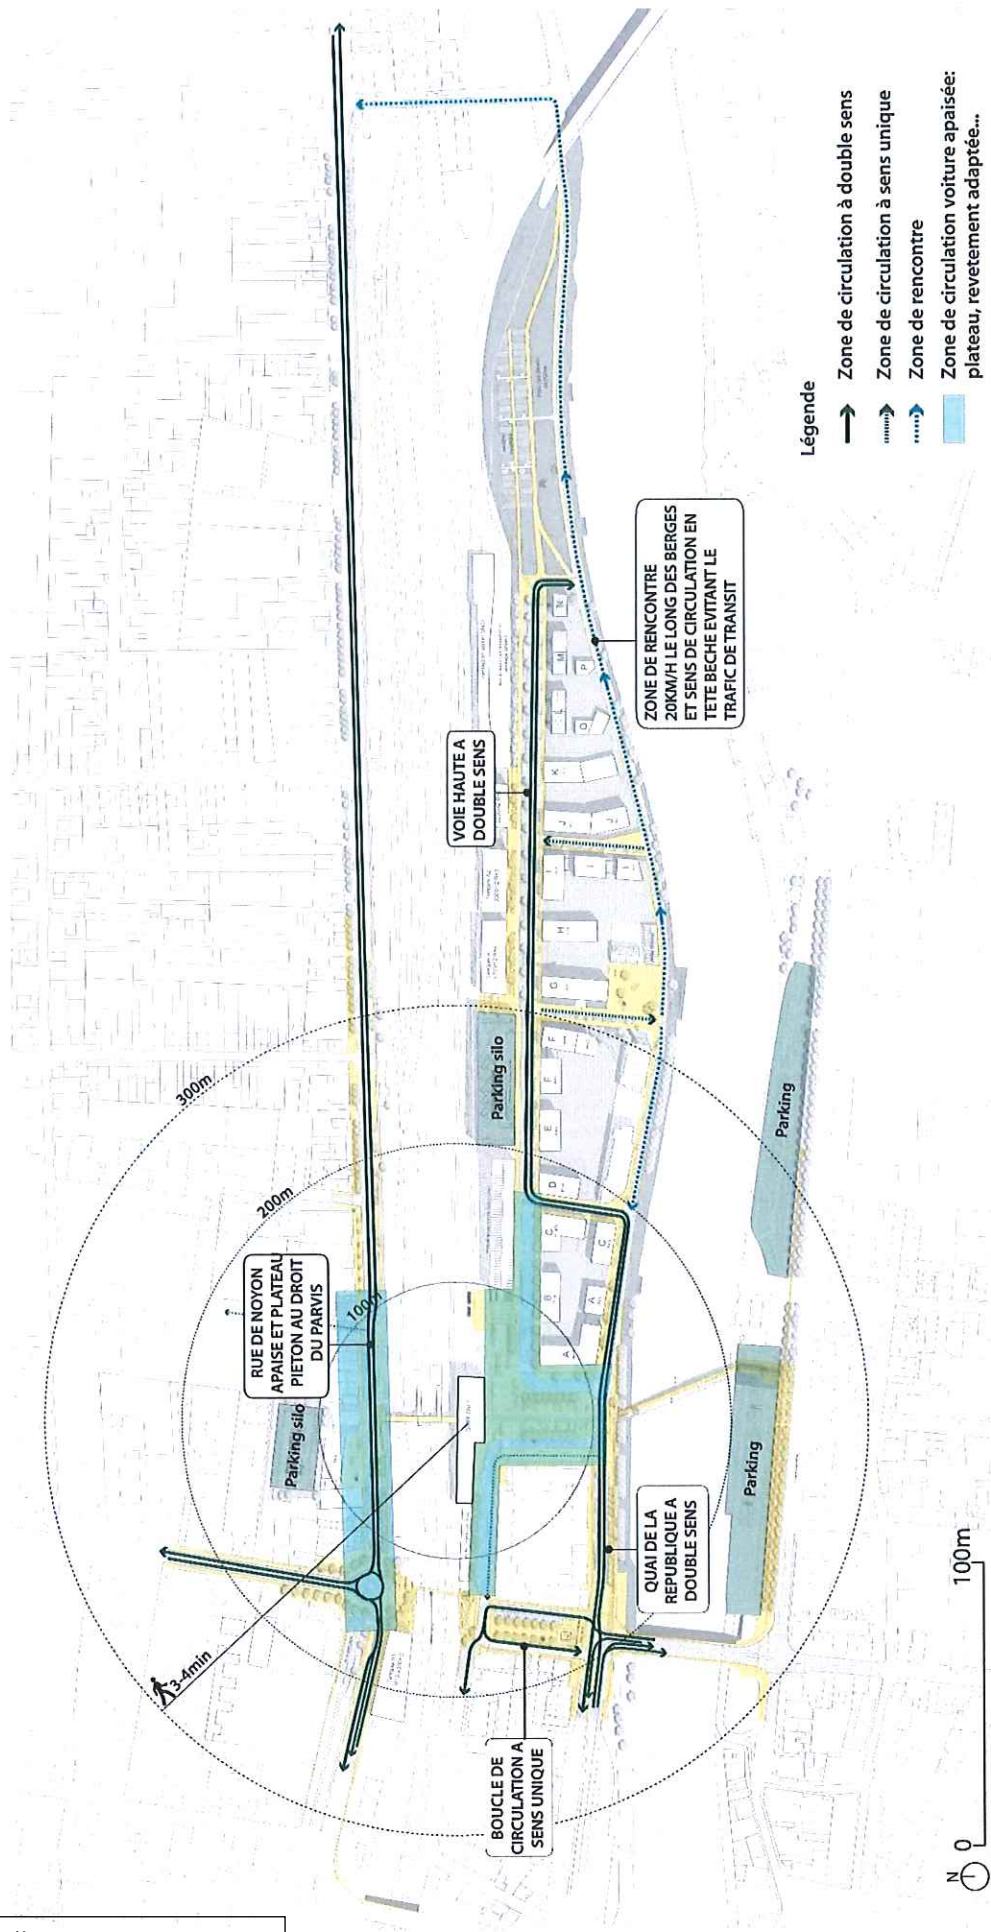 300m
200m
100m
3-4min
RUE DE NOYON
APAISE ET PLATEAU
PIETON AU DROIT
DU PARVIS
Parking silo
Parking silo
VOIE HAUTE A
DOUBLE SENS
BOUCLE DE
CIRCULATION A
SENS UNIQUE
QUAI DE LA
REPUBLIQUE A
DOUBLE SENS
ZONE DE RENCONTRE
20KM/H LE LONG DES BERGES
ET SENS DE CIRCULATION EN
TETE BECHE EVITANT LE
TRAFIC DE TRANSIT
Parking
Parking
A
A
B
C
C
D
E
F
F
G
H
I
I
I
J
J
K
L
M
N
O
P
Légende
Zone de circulation à double sens
Zone de circulation à sens unique
Zone de rencontre
Zone de circulation voiture apaisée:
plateau, revetement adaptée...
N
0
100m